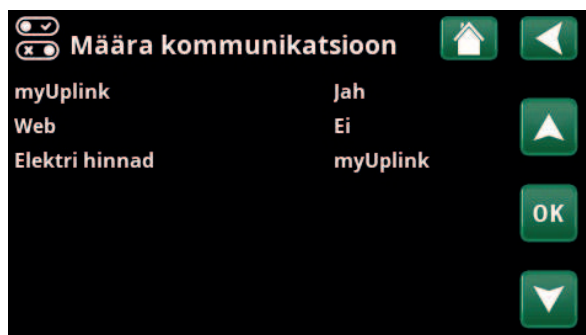 Määra kommunikatsioon
myUplink Jah
Web Ei
Elektri hinnad myUplink
OK